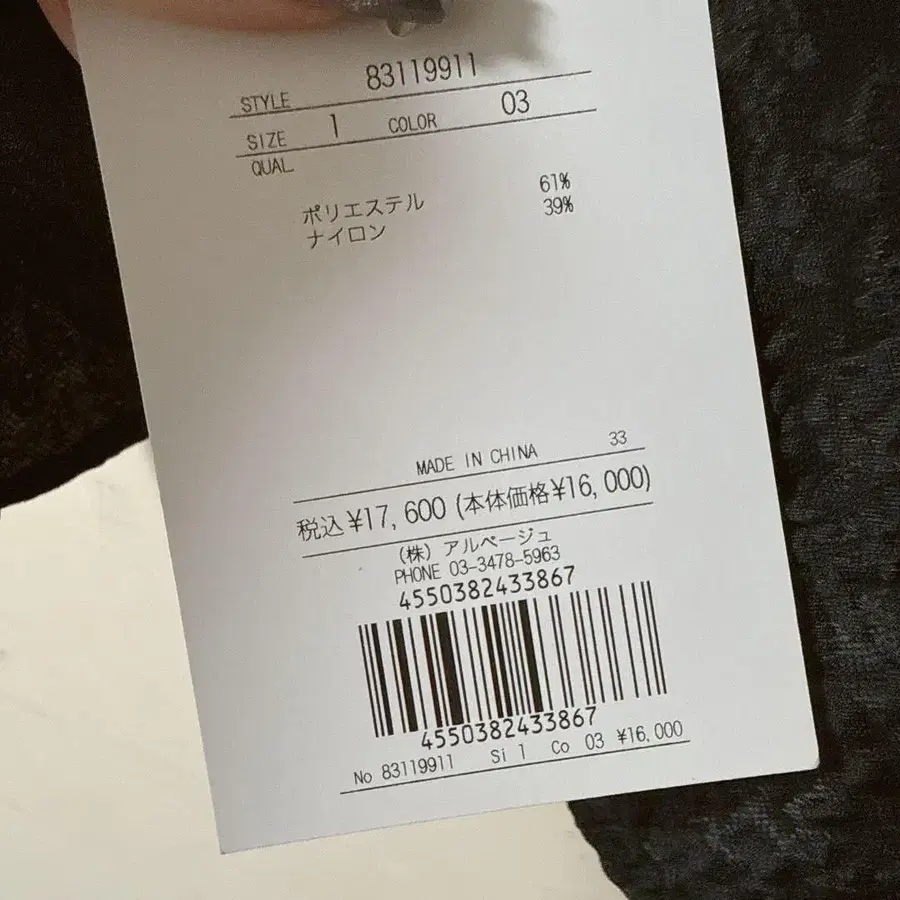 STYLE 83119911
SIZE 1 COLOR 03
QUAL.
ポリエステル 61%
ナイロン 39%
MADE IN CHINA 33
税込¥17,600 (本体価格¥16,000)
(株) アルページュ
PHONE 03-3478-5963
4550382433867
4550382433867
No 83119911 Si 1 Co 03 ¥16,000